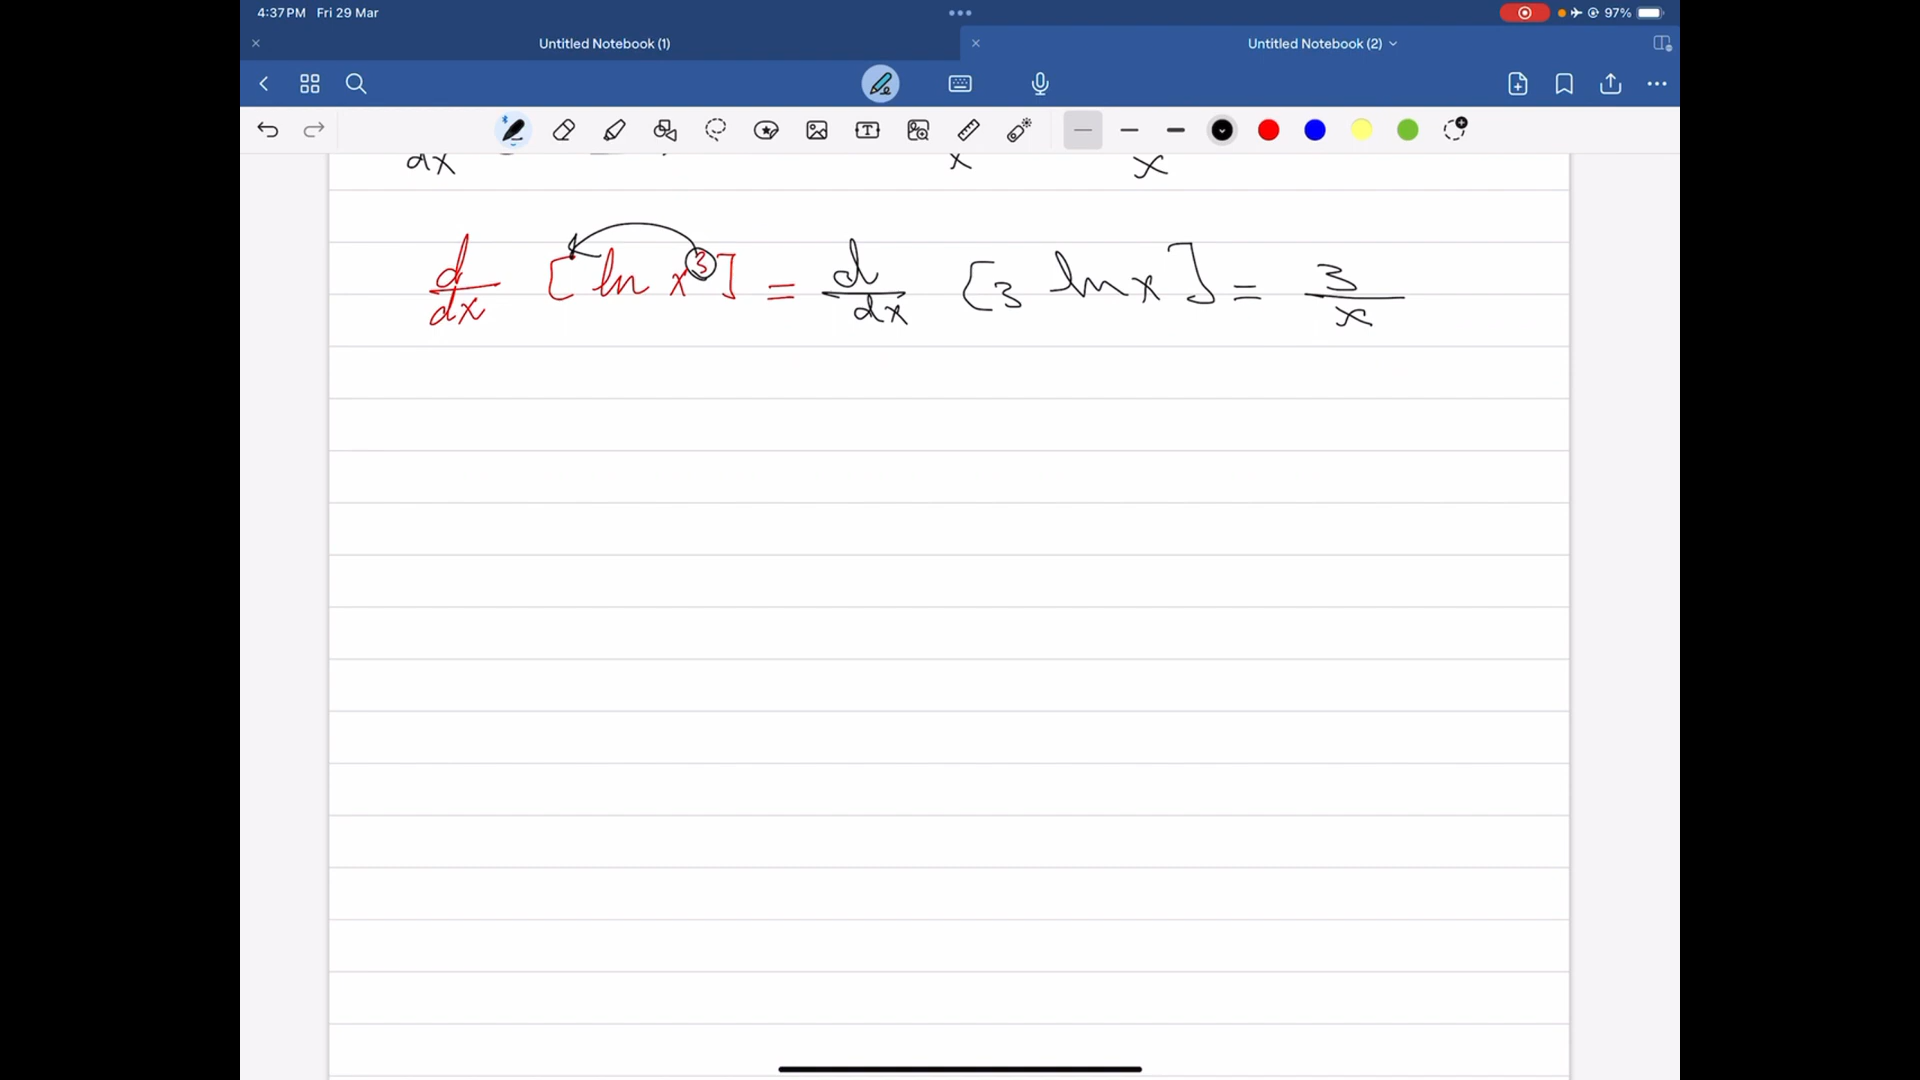 4:37 PM Fri 29 Mar 97%
Untitled Notebook (1) Untitled Notebook (2)
dx x x
d/dx [ln x³] = d/dx [3 ln x] = 3/x